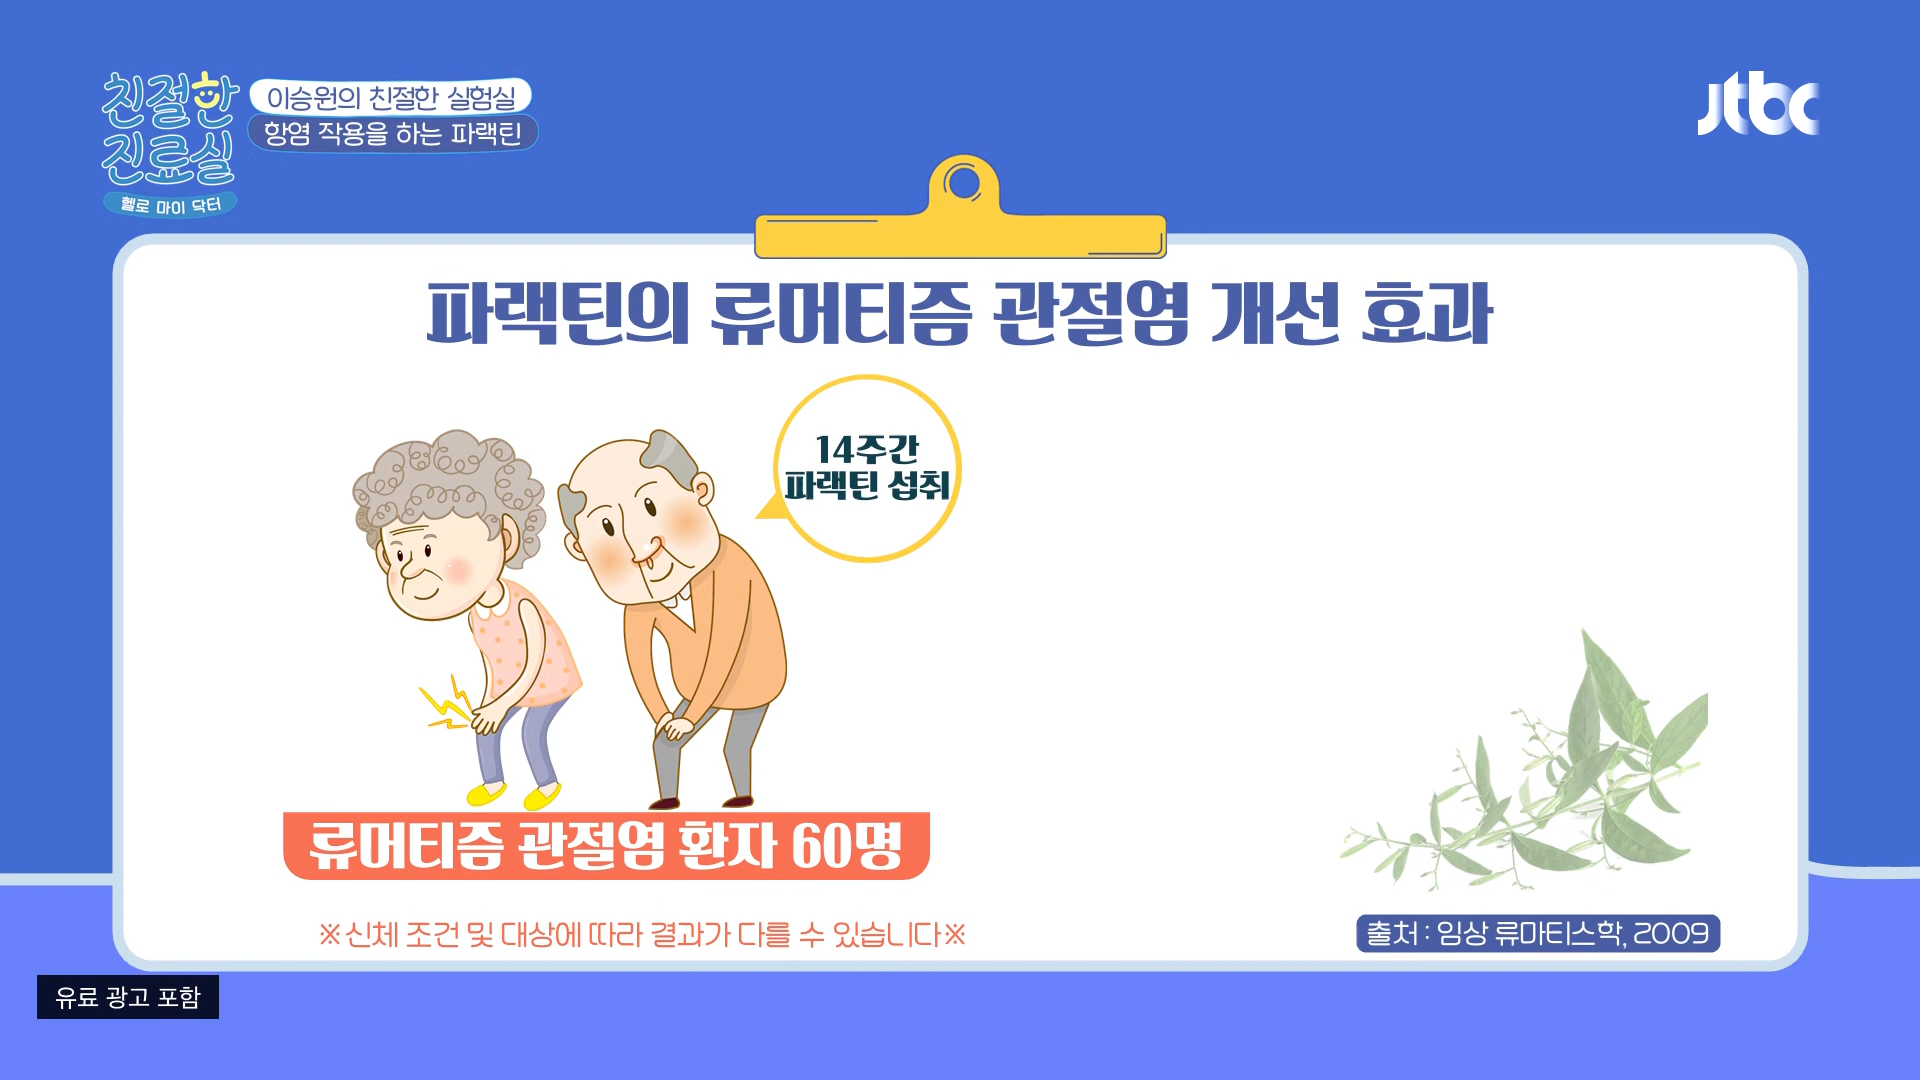 친절한
진료실
헬로 마이 닥터
이승원의 친절한 실험실
항염 작용을 하는 파랙틴
jtbc
파랙틴의 류머티즘 관절염 개선 효과
14주간
파랙틴 섭취
류머티즘 관절염 환자 60명
※신체 조건 및 대상에 따라 결과가 다를 수 있습니다※
출처 : 임상 류마티스학, 2009
유료 광고 포함